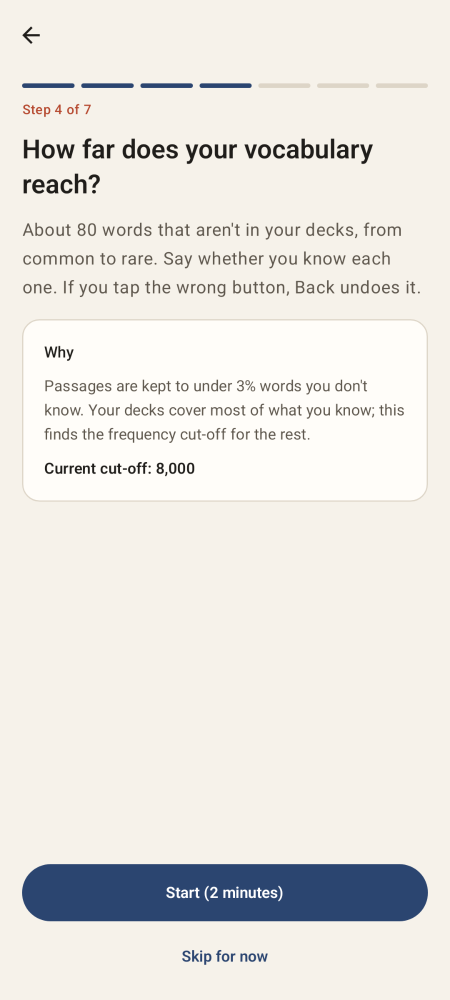 Step 4 of 7
How far does your vocabulary
reach?
About 80 words that aren't in your decks, from
common to rare. Say whether you know each
one. If you tap the wrong button, Back undoes it.
Why
Passages are kept to under 3% words you don't
know. Your decks cover most of what you know; this
finds the frequency cut-off for the rest.
Current cut-off: 8,000
Start (2 minutes)
Skip for now